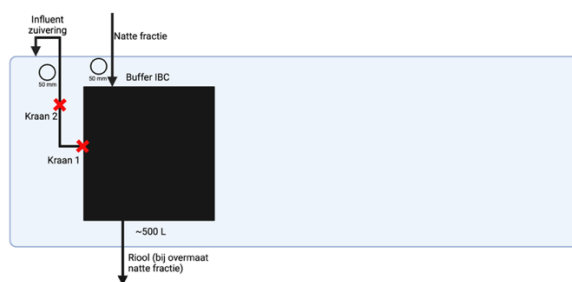 Influent
zuivering
Natte fractie
50 mm
50 mm
Buffer IBC
Kraan 2
Kraan 1
~500 L
Riool (bij overmaat
natte fractie)